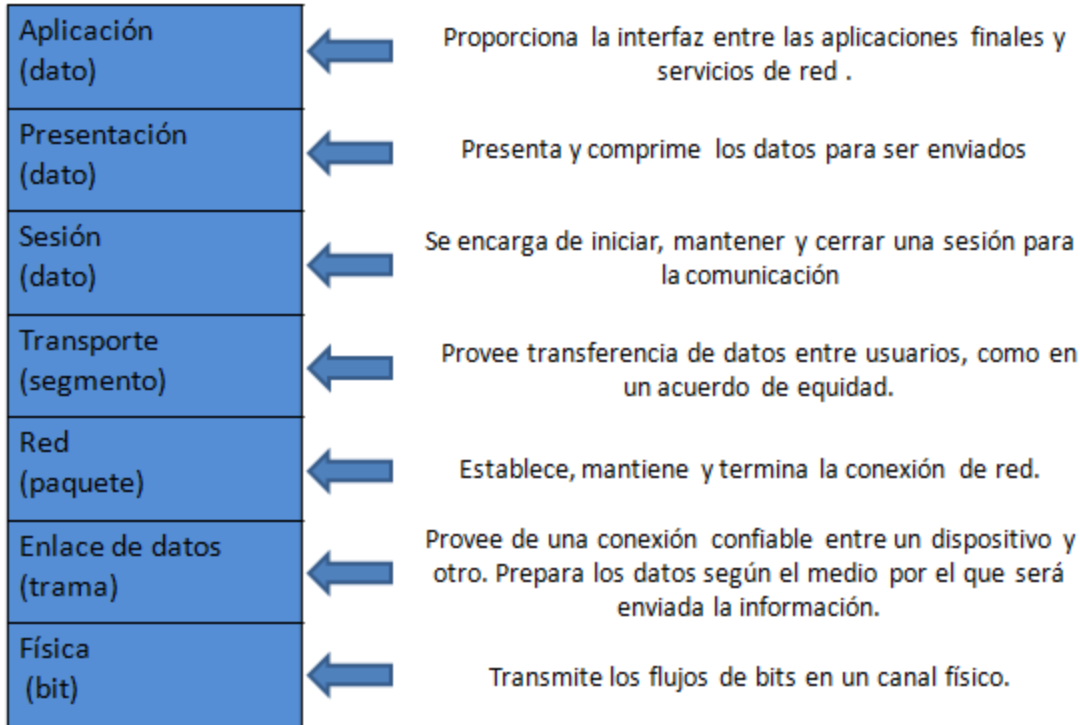 Aplicación
(dato)
Proporciona la interfaz entre las aplicaciones finales y
servicios de red .
Presentación
(dato)
Presenta y comprime los datos para ser enviados
Sesión
(dato)
Se encarga de iniciar, mantener y cerrar una sesión para
la comunicación
Transporte
(segmento)
Provee transferencia de datos entre usuarios, como en
un acuerdo de equidad.
Red
(paquete)
Establece, mantiene y termina la conexión de red.
Enlace de datos
(trama)
Provee de una conexión confiable entre un dispositivo y
otro. Prepara los datos según el medio por el que será
enviada la información.
Física
(bit)
Transmite los flujos de bits en un canal físico.